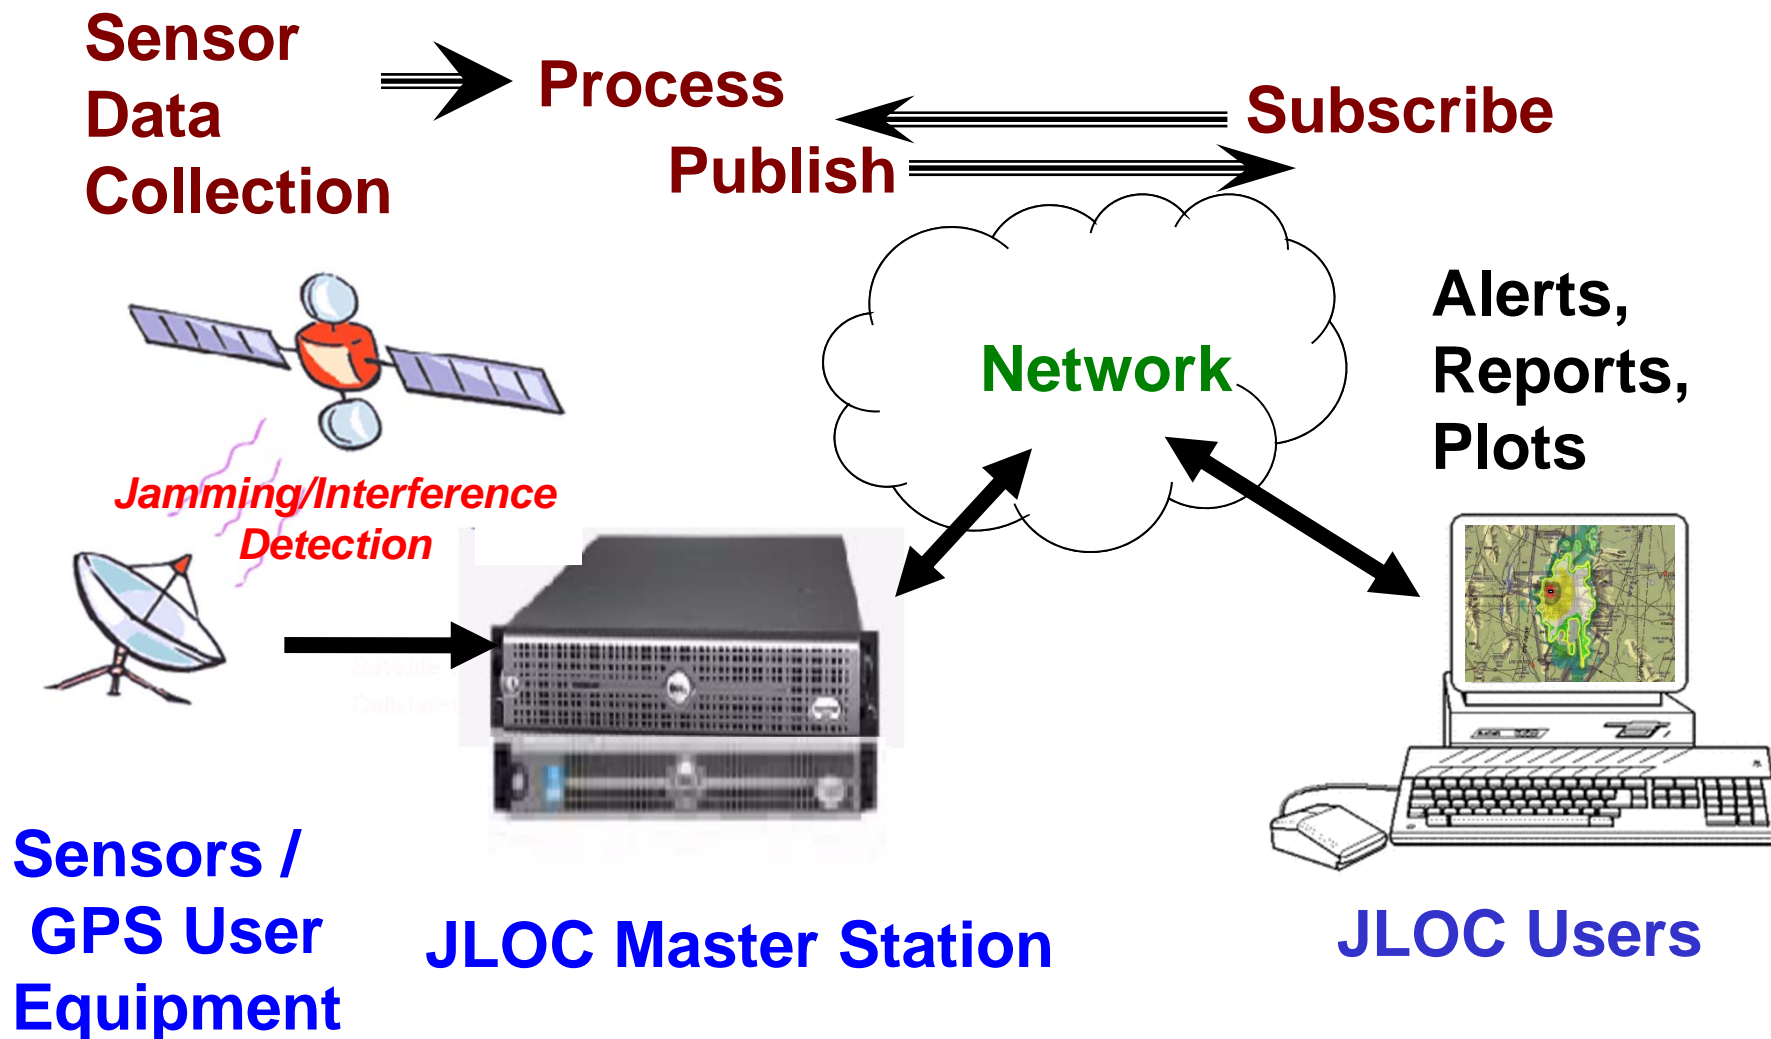 Sensor
Data
Collection
Process
Subscribe
Publish
Network
Alerts,
Reports,
Plots
Jamming/Interference
Detection
Sensors /
GPS User
Equipment
JLOC Master Station
JLOC Users